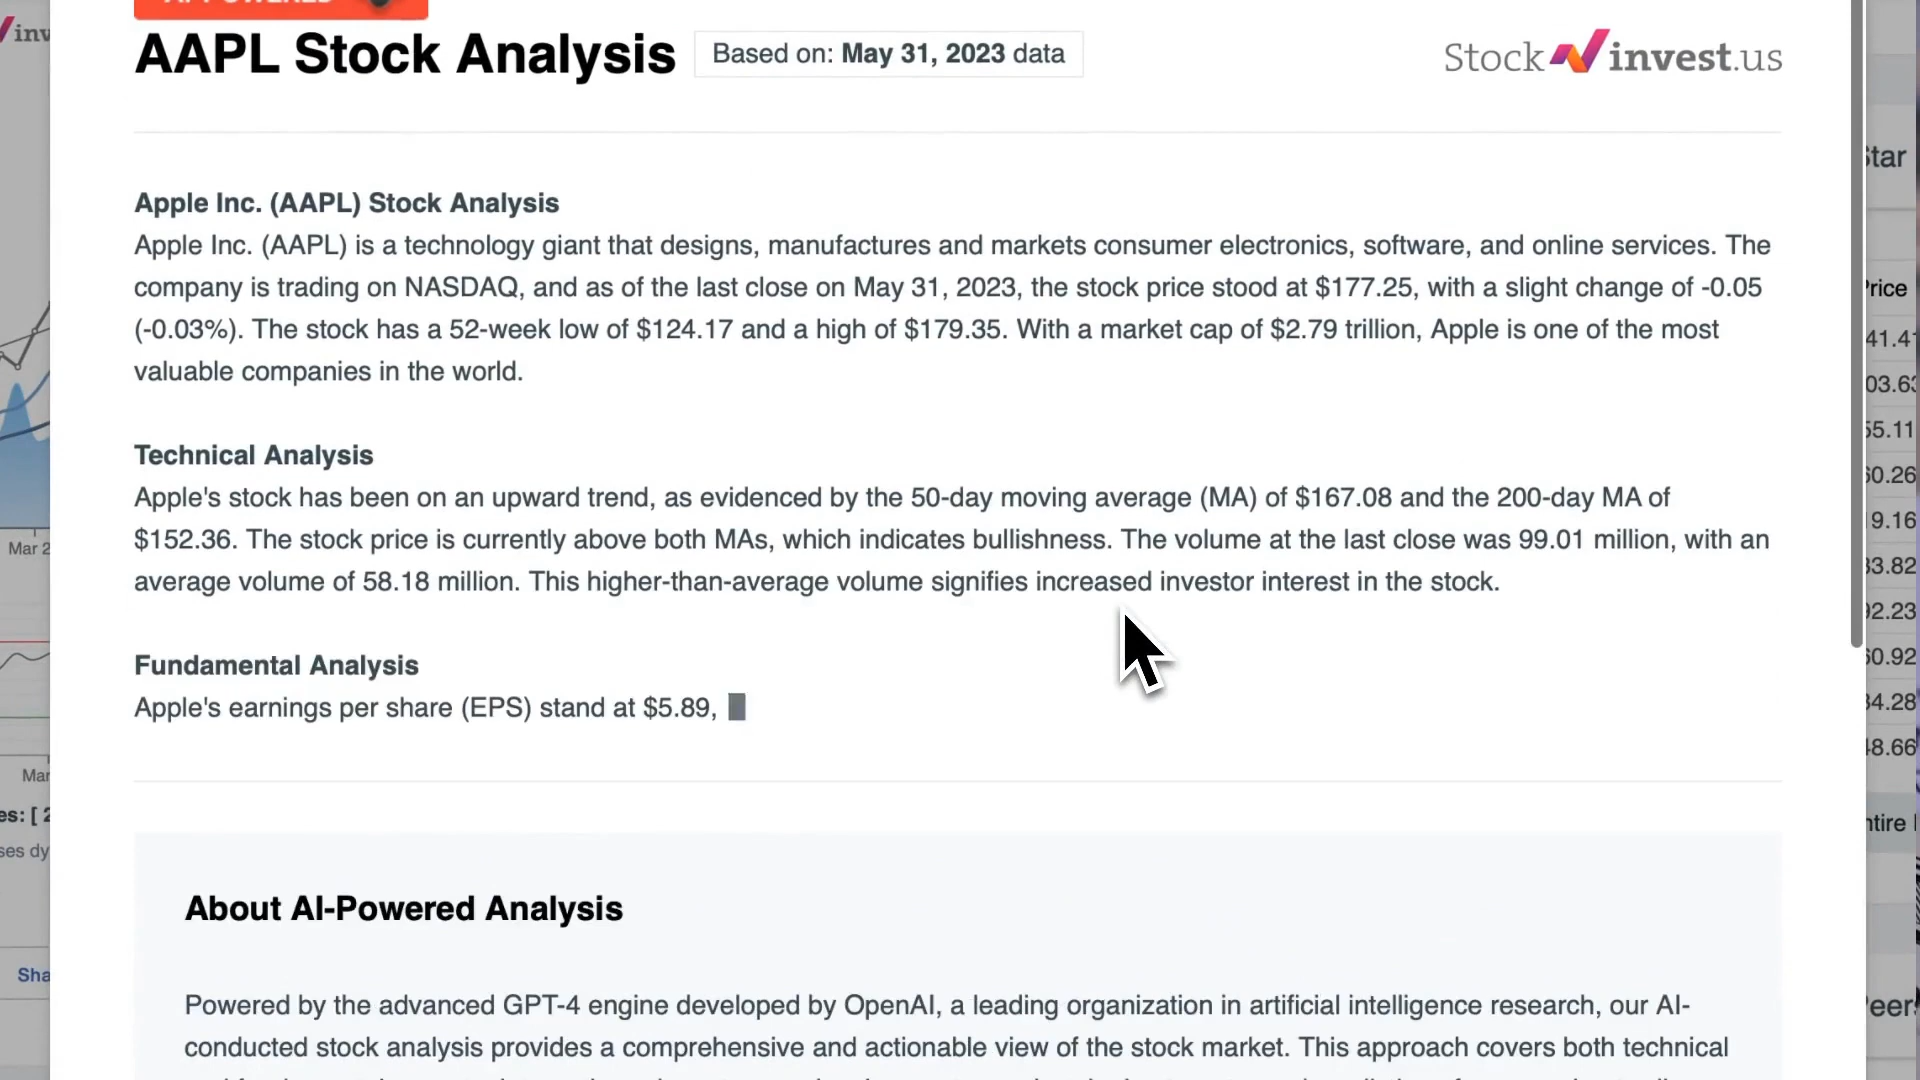 AAPL Stock Analysis
Based on: May 31, 2023 data
Stock invest.us
Apple Inc. (AAPL) Stock Analysis
Apple Inc. (AAPL) is a technology giant that designs, manufactures and markets consumer electronics, software, and online services. The
company is trading on NASDAQ, and as of the last close on May 31, 2023, the stock price stood at $177.25, with a slight change of -0.05
(-0.03%). The stock has a 52-week low of $124.17 and a high of $179.35. With a market cap of $2.79 trillion, Apple is one of the most
valuable companies in the world.
Technical Analysis
Apple's stock has been on an upward trend, as evidenced by the 50-day moving average (MA) of $167.08 and the 200-day MA of
$152.36. The stock price is currently above both MAs, which indicates bullishness. The volume at the last close was 99.01 million, with an
average volume of 58.18 million. This higher-than-average volume signifies increased investor interest in the stock.
Fundamental Analysis
Apple's earnings per share (EPS) stand at $5.89,
About AI-Powered Analysis
Powered by the advanced GPT-4 engine developed by OpenAI, a leading organization in artificial intelligence research, our AI-
conducted stock analysis provides a comprehensive and actionable view of the stock market. This approach covers both technical